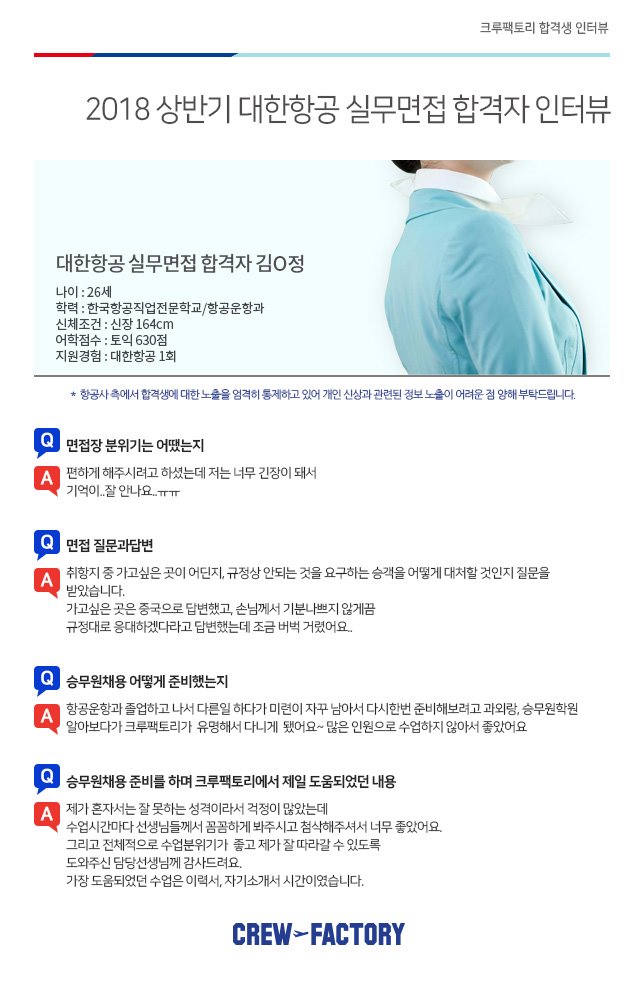 크루팩토리 합격생 인터뷰
2018 상반기 대한항공 실무면접 합격자 인터뷰
대한항공 실무면접 합격자 김O정
나이 : 26세
학력 : 한국항공직업전문학교/항공운항과
신체조건 : 신장 164cm
어학점수 : 토익 630점
지원경험 : 대한항공 1회
* 항공사 측에서 합격생에 대한 노출을 엄격히 통제하고 있어 개인 신상과 관련된 정보 노출이 어려운 점 양해 부탁드립니다.
Q 면접장 분위기는 어땠는지
A 편하게 해주시려고 하셨는데 저는 너무 긴장이 돼서
기억이..잘 안나요..ㅠㅠ
Q 면접 질문과답변
A 취항지 중 가고싶은 곳이 어딘지, 규정상 안되는 것을 요구하는 승객을 어떻게 대처할 것인지 질문을
받았습니다.
가고싶은 곳은 중국으로 답변했고, 손님께서 기분나쁘지 않게끔
규정대로 응대하겠다라고 답변했는데 조금 버벅 거렸어요..
Q 승무원채용 어떻게 준비했는지
A 항공운항과 졸업하고 나서 다른일 하다가 미련이 자꾸 남아서 다시한번 준비해보려고 과외랑, 승무원학원
알아보다가 크루팩토리가 유명해서 다니게 됐어요~ 많은 인원으로 수업하지 않아서 좋았어요
Q 승무원채용 준비를 하며 크루팩토리에서 제일 도움되었던 내용
A 제가 혼자서는 잘 못하는 성격이라서 걱정이 많았는데
수업시간마다 선생님들께서 꼼꼼하게 봐주시고 첨삭해주셔서 너무 좋았어요.
그리고 전체적으로 수업분위기가 좋고 제가 잘 따라갈 수 있도록
도와주신 담당선생님께 감사드려요.
가장 도움되었던 수업은 이력서, 자기소개서 시간이였습니다.
CREW FACTORY